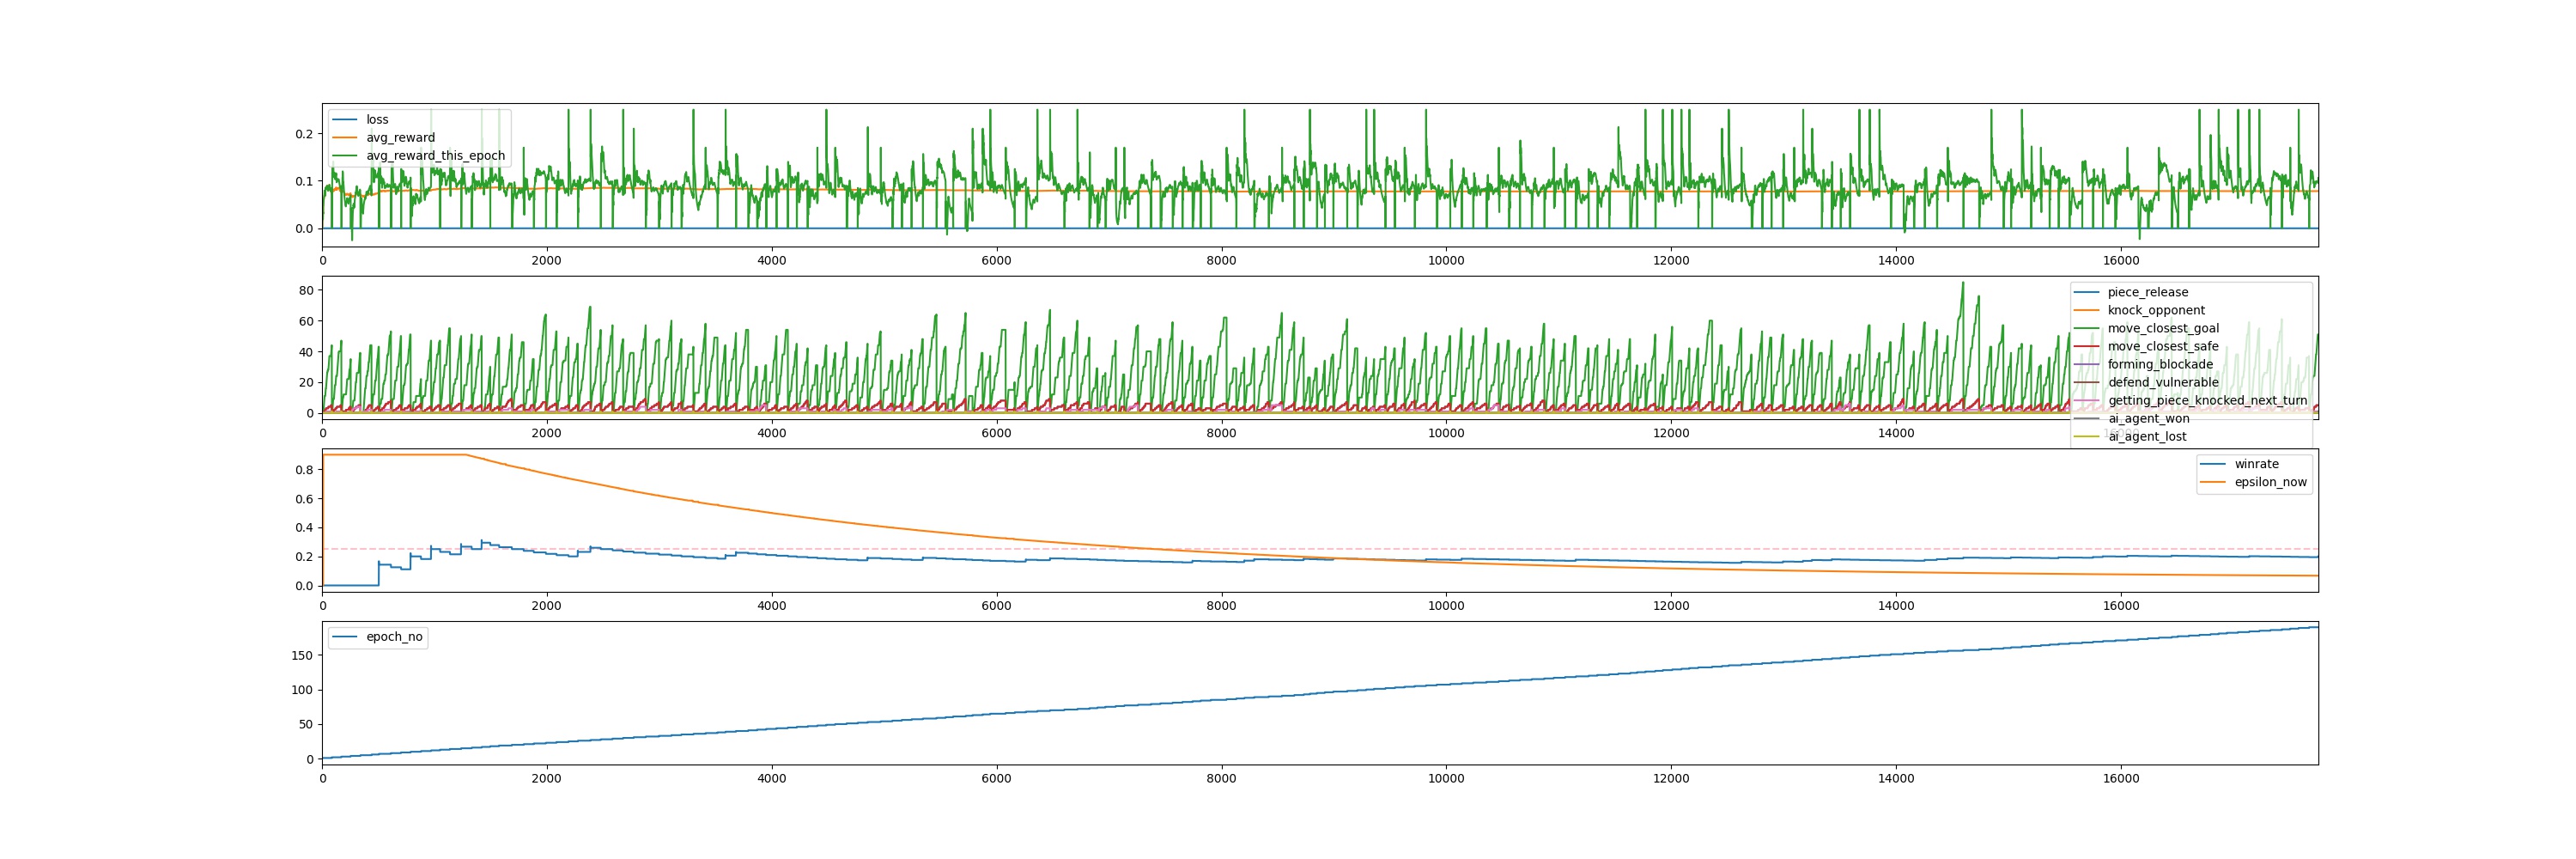 loss
avg_reward
avg_reward_this_epoch
0.2
0.1
0.0
0 2000 4000 6000 8000 10000 12000 14000 16000
piece_release
knock_opponent
move_closest_goal
move_closest_safe
forming_blockade
defend_vulnerable
getting_piece_knocked_next_turn
ai_agent_won
ai_agent_lost
80
60
40
20
0
0 2000 4000 6000 8000 10000 12000 14000 16000
winrate
epsilon_now
0.8
0.6
0.4
0.2
0.0
0 2000 4000 6000 8000 10000 12000 14000 16000
epoch_no
150
100
50
0
0 2000 4000 6000 8000 10000 12000 14000 16000